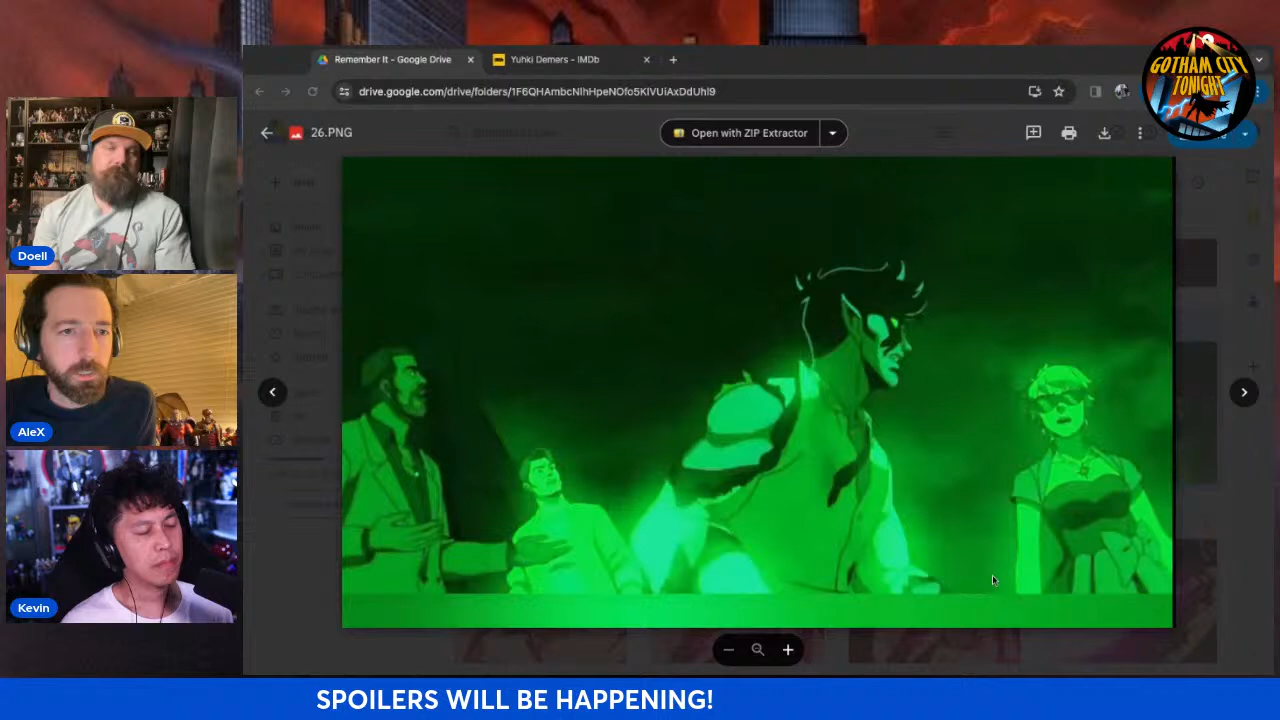 GOTHAM CITY
TONIGHT
Remember It - Google Drive
Yuhki Demers - IMDb
drive.google.com/drive/folders/1F6QHAmbcNIhHpeNOfo5KIVUiAxDdUhI9
26.PNG
Open with ZIP Extractor
Doell
AleX
Kevin
SPOILERS WILL BE HAPPENING!